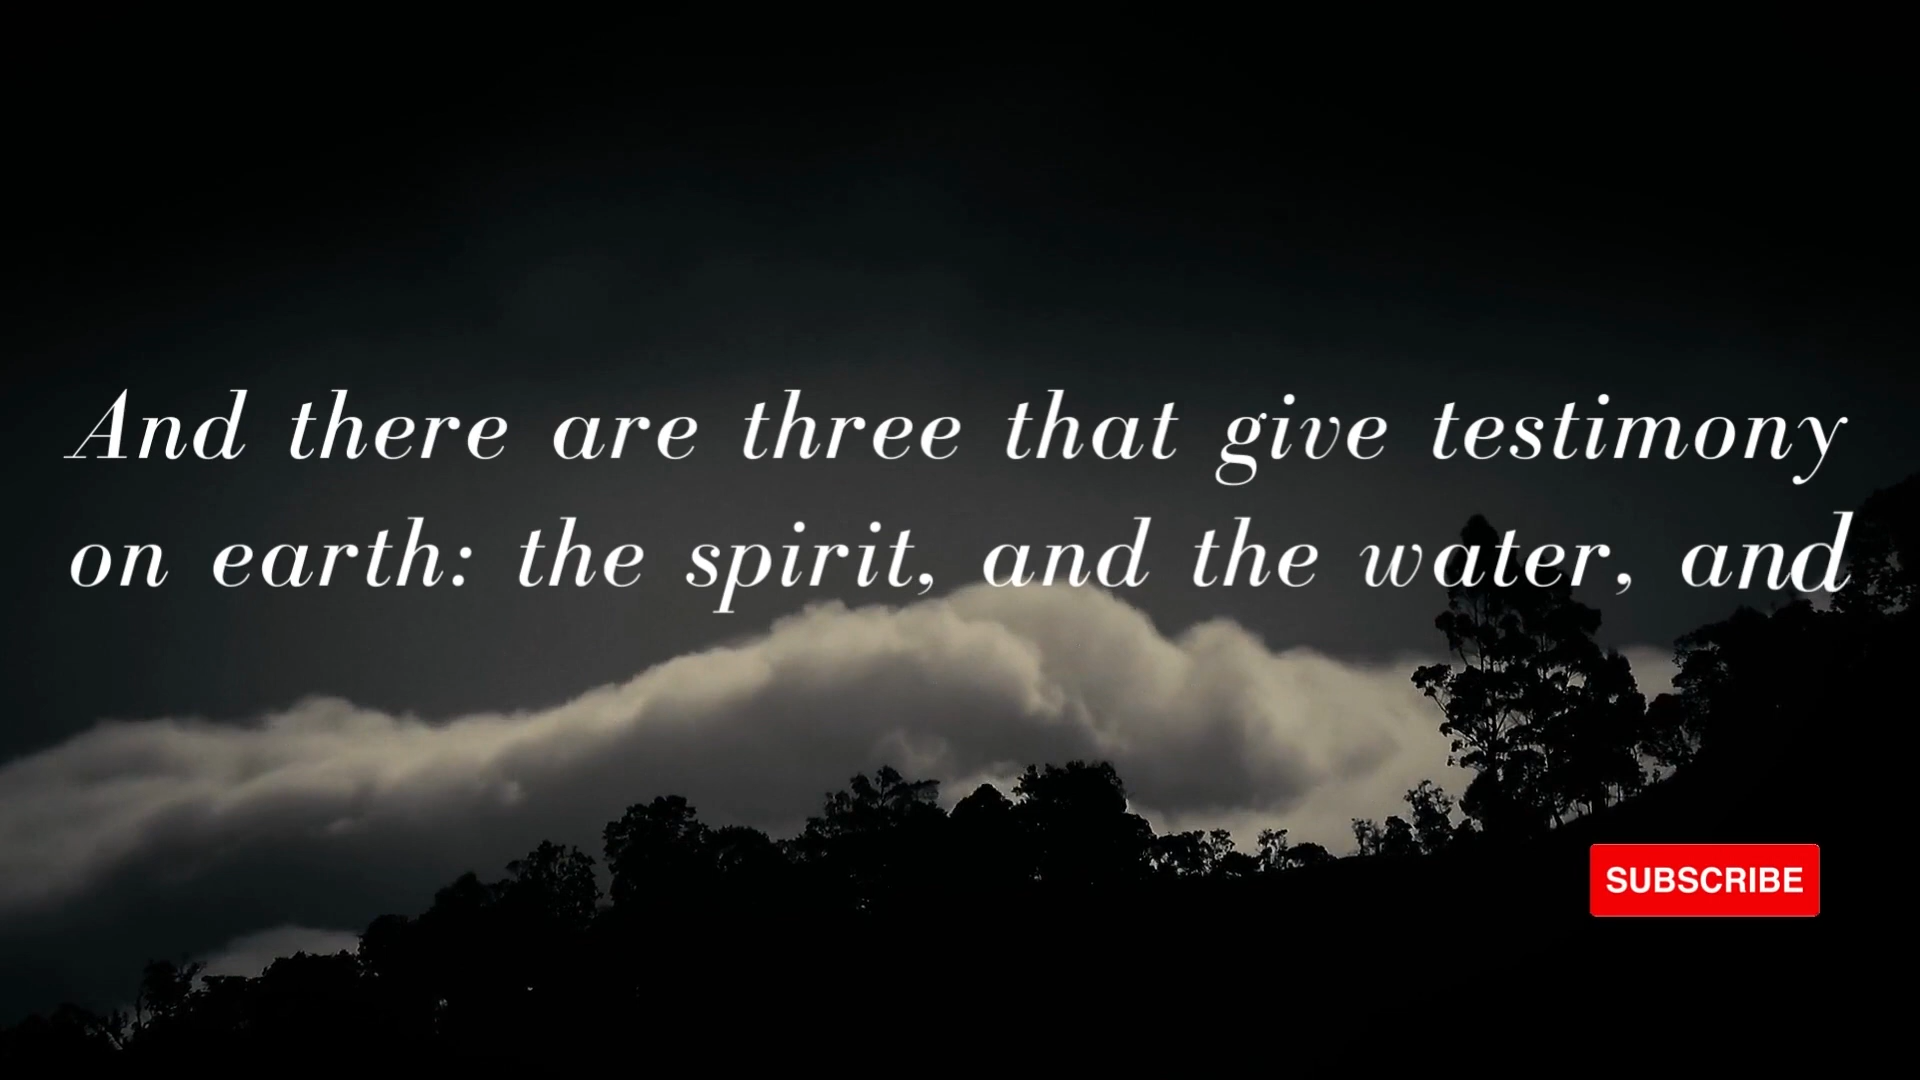 And there are three that give testimony
on earth: the spirit, and the water, and
SUBSCRIBE